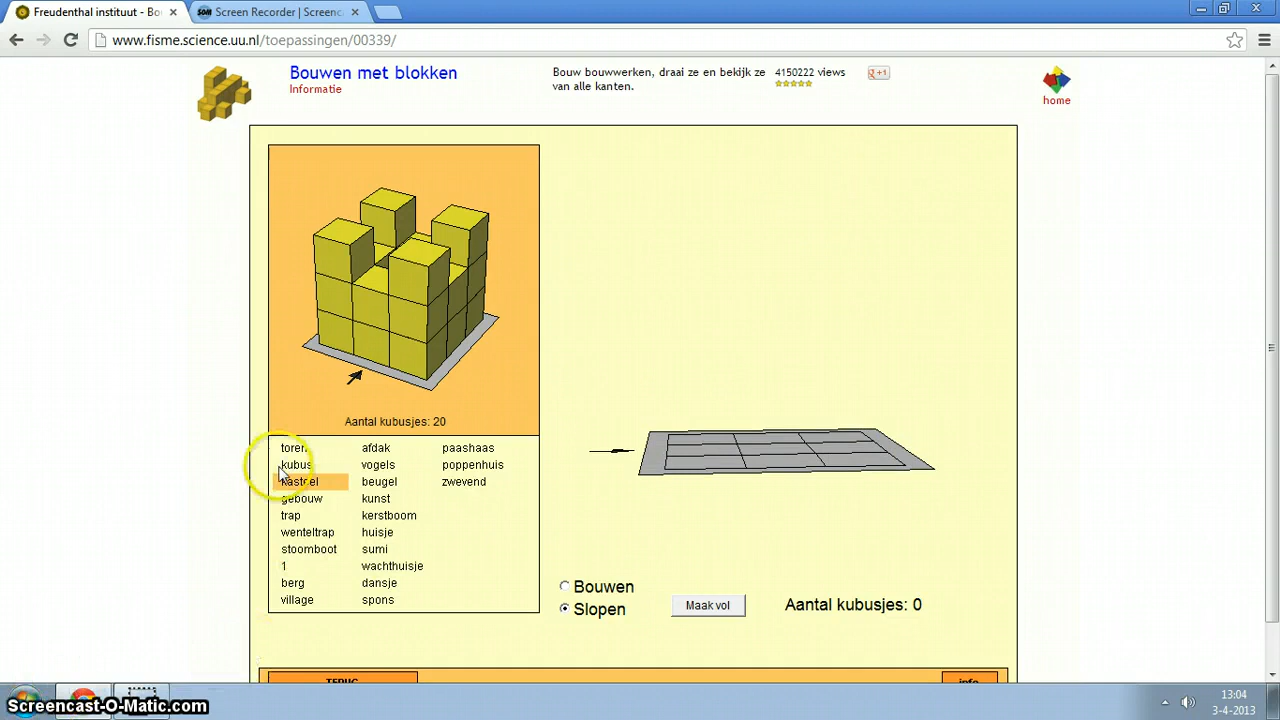 Freudenthal instituut - Bo
Screen Recorder | Screenc
www.fisme.science.uu.nl/toepassingen/00339/
Bouwen met blokken
Informatie
Bouw bouwwerken, draai ze en bekijk ze
van alle kanten.
4150222 views
g+1
home
Aantal kubusjes: 20
toren afdak paashaas
kubus vogels poppenhuis
kasteel beugel zwevend
gebouw kunst
trap kerstboom
wenteltrap huisje
stoomboot sumi
1 wachthuisje
berg dansje
village spons
Bouwen
Slopen
Maak vol
Aantal kubusjes: 0
TERUG
info
13:04
3-4-2013
Screencast-O-Matic.com